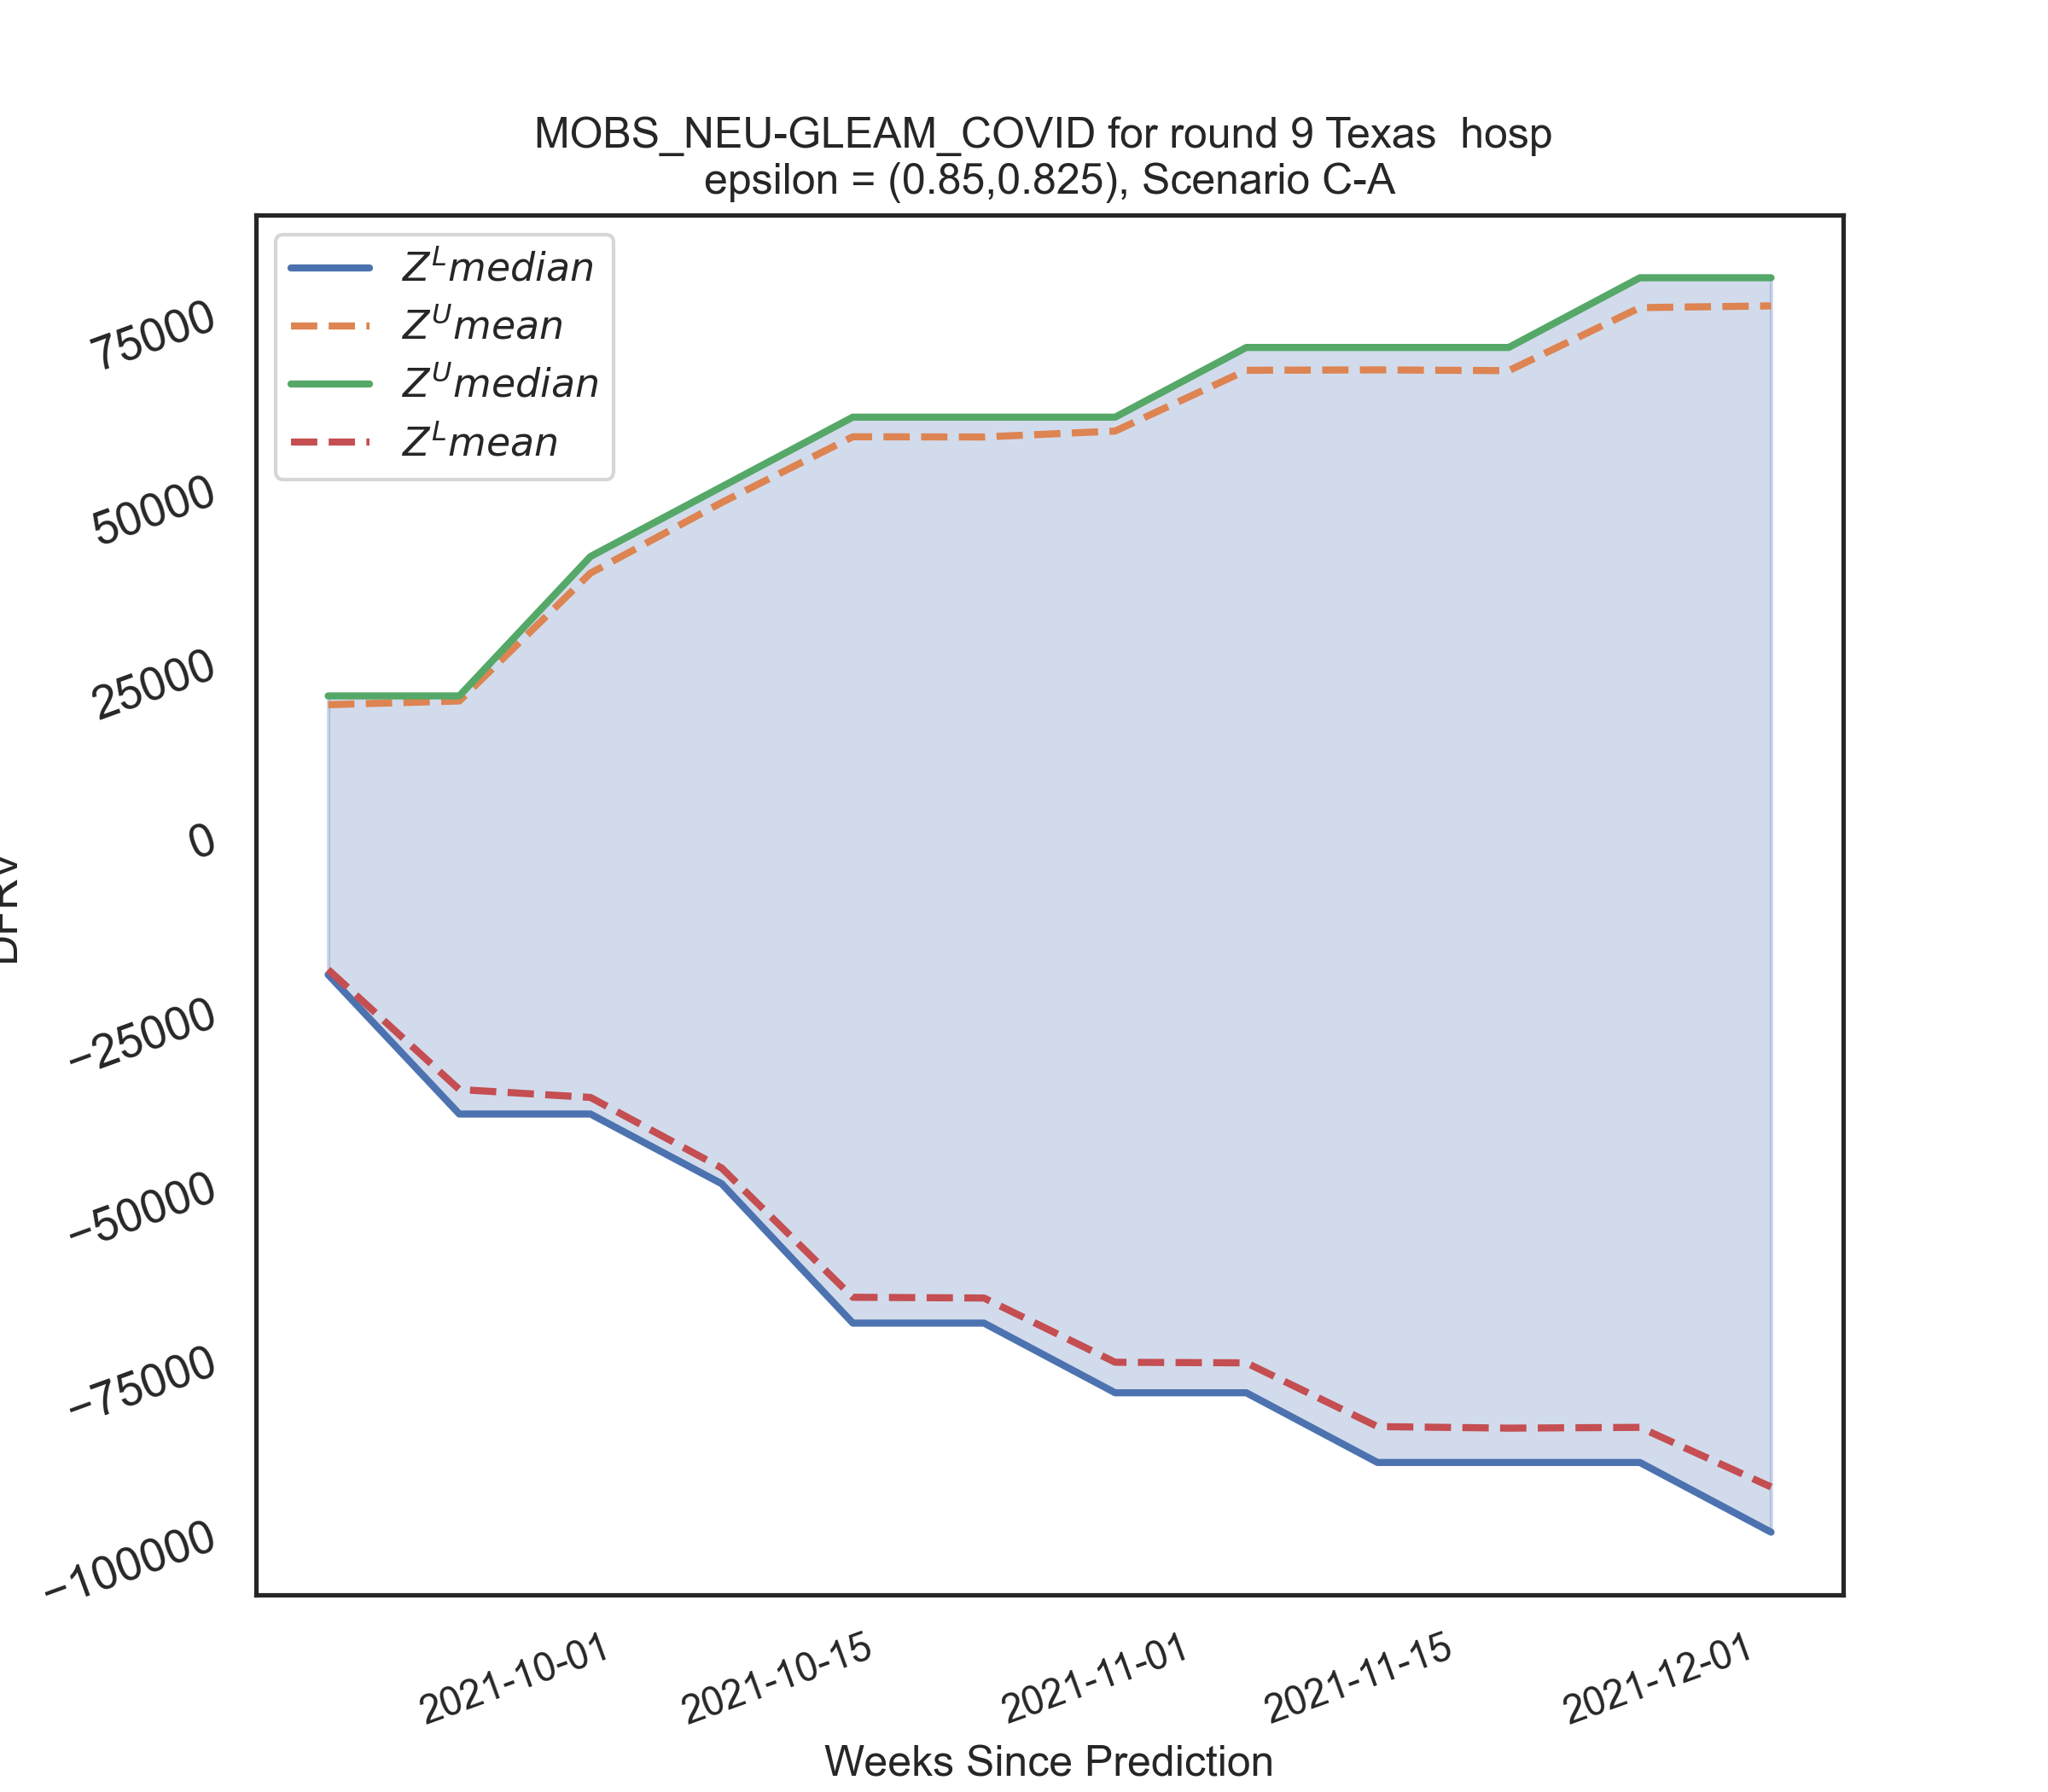 MOBS_NEU-GLEAM_COVID for round 9 Texas  hosp
epsilon = (0.85,0.825), Scenario C-A
Z^L median
Z^U mean
Z^U median
Z^L mean
75000
50000
25000
0
−25000
−50000
−75000
−100000
2021-10-01
2021-10-15
2021-11-01
2021-11-15
2021-12-01
Weeks Since Prediction